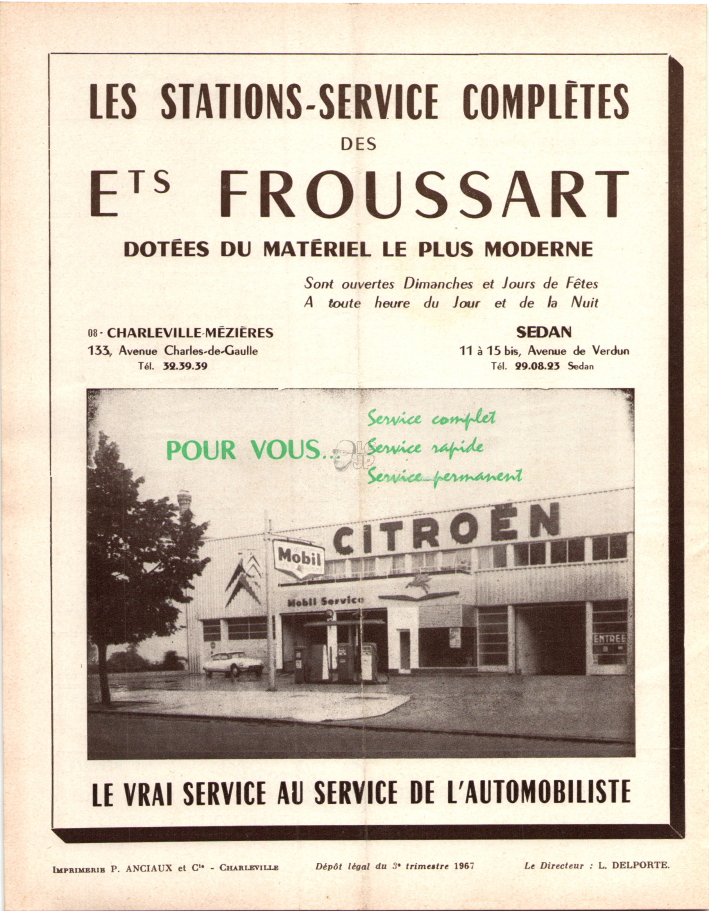 LES STATIONS-SERVICE COMPLÈTES
DES
ETS FROUSSART
DOTÉES DU MATÉRIEL LE PLUS MODERNE
Sont ouvertes Dimanches et Jours de Fêtes
A toute heure du Jour et de la Nuit
08 - CHARLEVILLE-MÉZIÈRES
133, Avenue Charles-de-Gaulle
Tél. 32.39.39
SEDAN
11 à 15 bis, Avenue de Verdun
Tél. 29.08.23 Sedan
POUR VOUS...
Service complet
Service rapide
Service permanent
CITROËN
Mobil
Mobil Service
ENTREE
LE VRAI SERVICE AU SERVICE DE L'AUTOMOBILISTE
IMPRIMERIE P. ANCIAUX et Cie - CHARLEVILLE
Dépôt légal du 3e trimestre 1967
Le Directeur : L. DELPORTE.